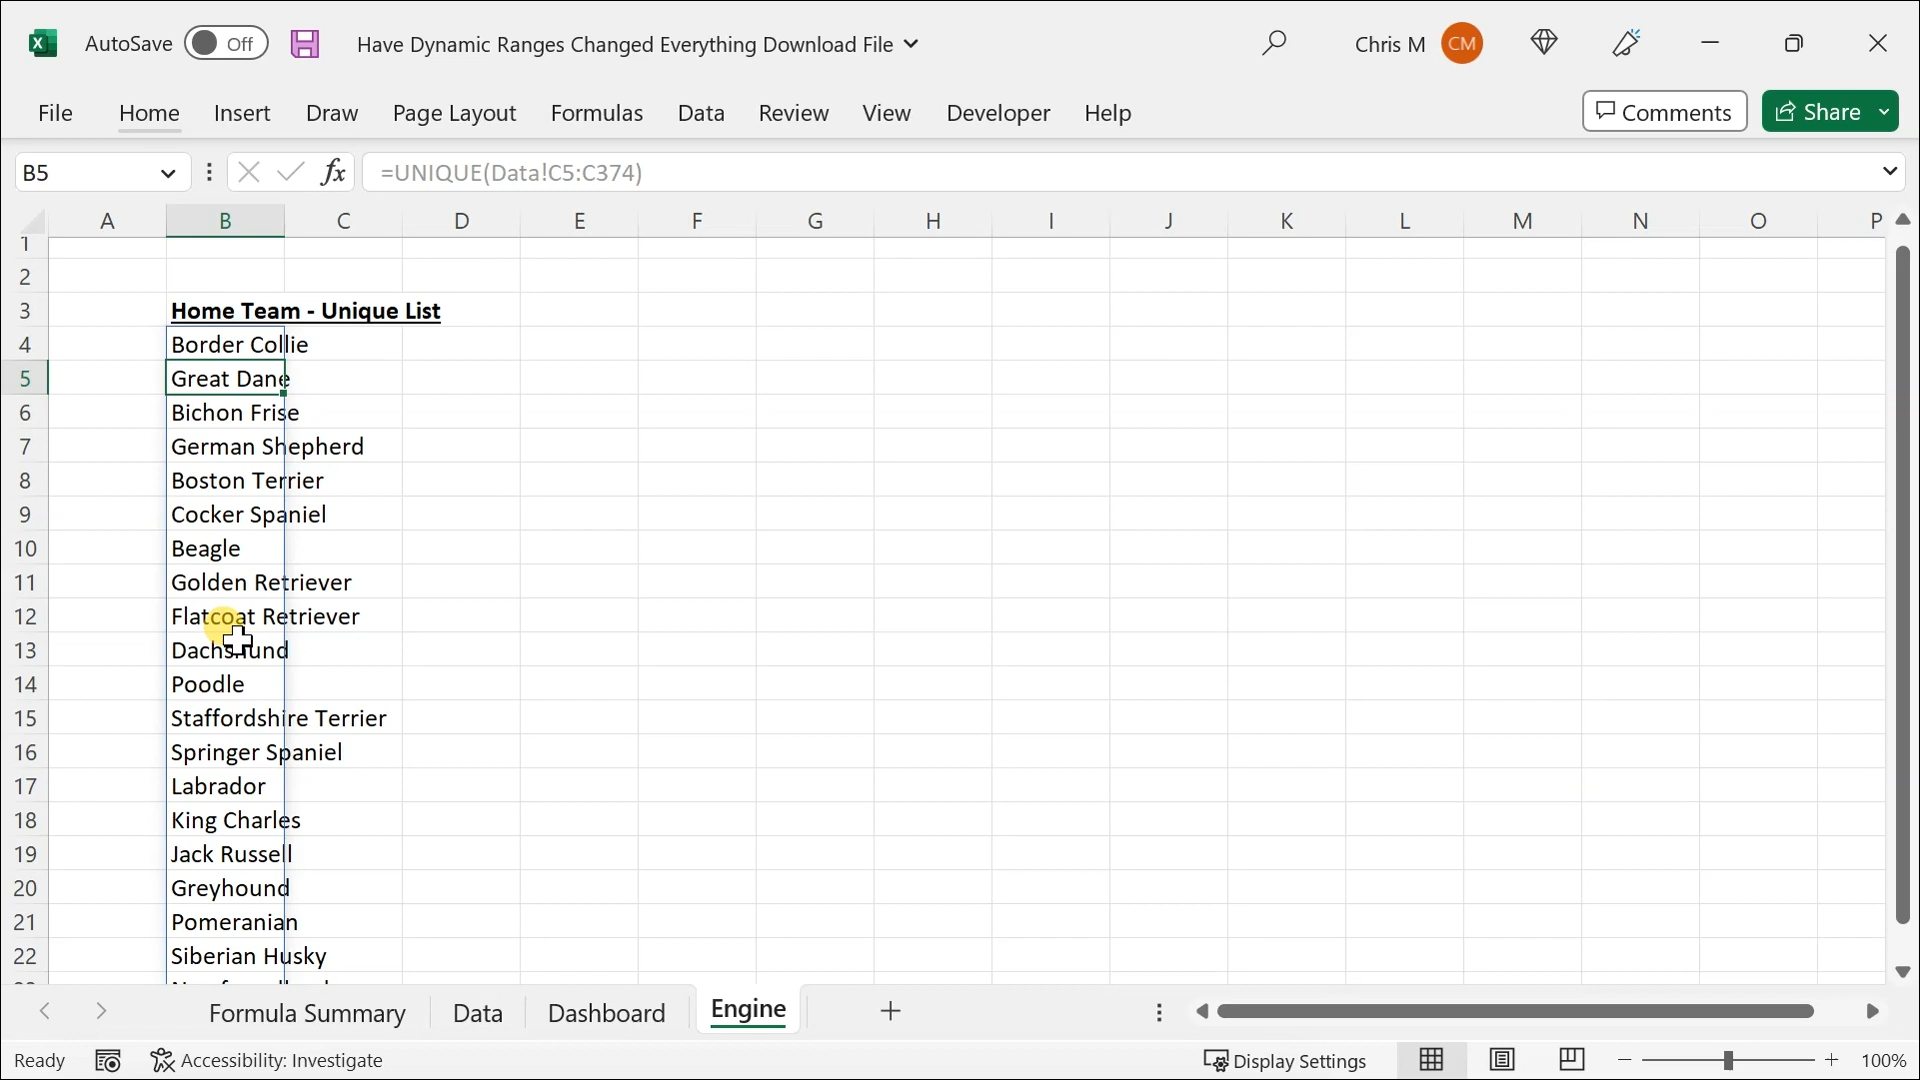 AutoSave Off Have Dynamic Ranges Changed Everything Download File Chris M CM
File Home Insert Draw Page Layout Formulas Data Review View Developer Help Comments Share
B5 fx =UNIQUE(Data!C5:C374)
A B C D E F G H I J K L M N O P
1
2
3 Home Team - Unique List
4 Border Collie
5 Great Dane
6 Bichon Frise
7 German Shepherd
8 Boston Terrier
9 Cocker Spaniel
10 Beagle
11 Golden Retriever
12 Flatcoat Retriever
13 Dachshund
14 Poodle
15 Staffordshire Terrier
16 Springer Spaniel
17 Labrador
18 King Charles
19 Jack Russell
20 Greyhound
21 Pomeranian
22 Siberian Husky
Formula Summary Data Dashboard Engine
Ready Accessibility: Investigate Display Settings 100%